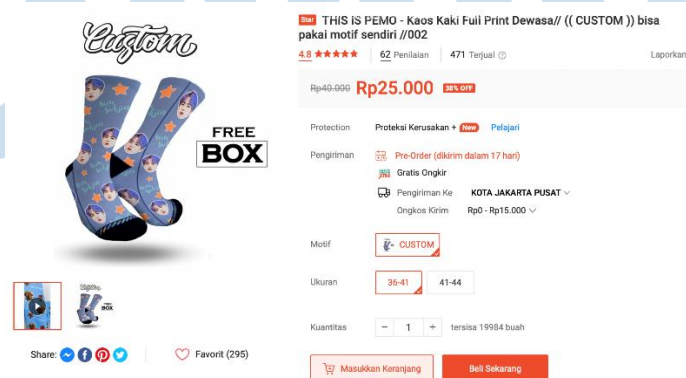 Custom
FREE
BOX
Share:
Favorit (295)
Star THIS IS PEMO - Kaos Kaki Full Print Dewasa// (( CUSTOM )) bisa
pakai motif sendiri //002
4.8 ★★★★★ 62 Penilaian 471 Terjual
Laporkan
Rp40.000 Rp25.000 38% OFF
Protection Proteksi Kerusakan + New Pelajari
Pengiriman Pre-Order (dikirim dalam 17 hari)
Gratis Ongkir
Pengiriman Ke KOTA JAKARTA PUSAT
Ongkos Kirim Rp0 - Rp15.000
Motif CUSTOM
Ukuran 36-41 41-44
Kuantitas - 1 + tersisa 19984 buah
Masukkan Keranjang Beli Sekarang